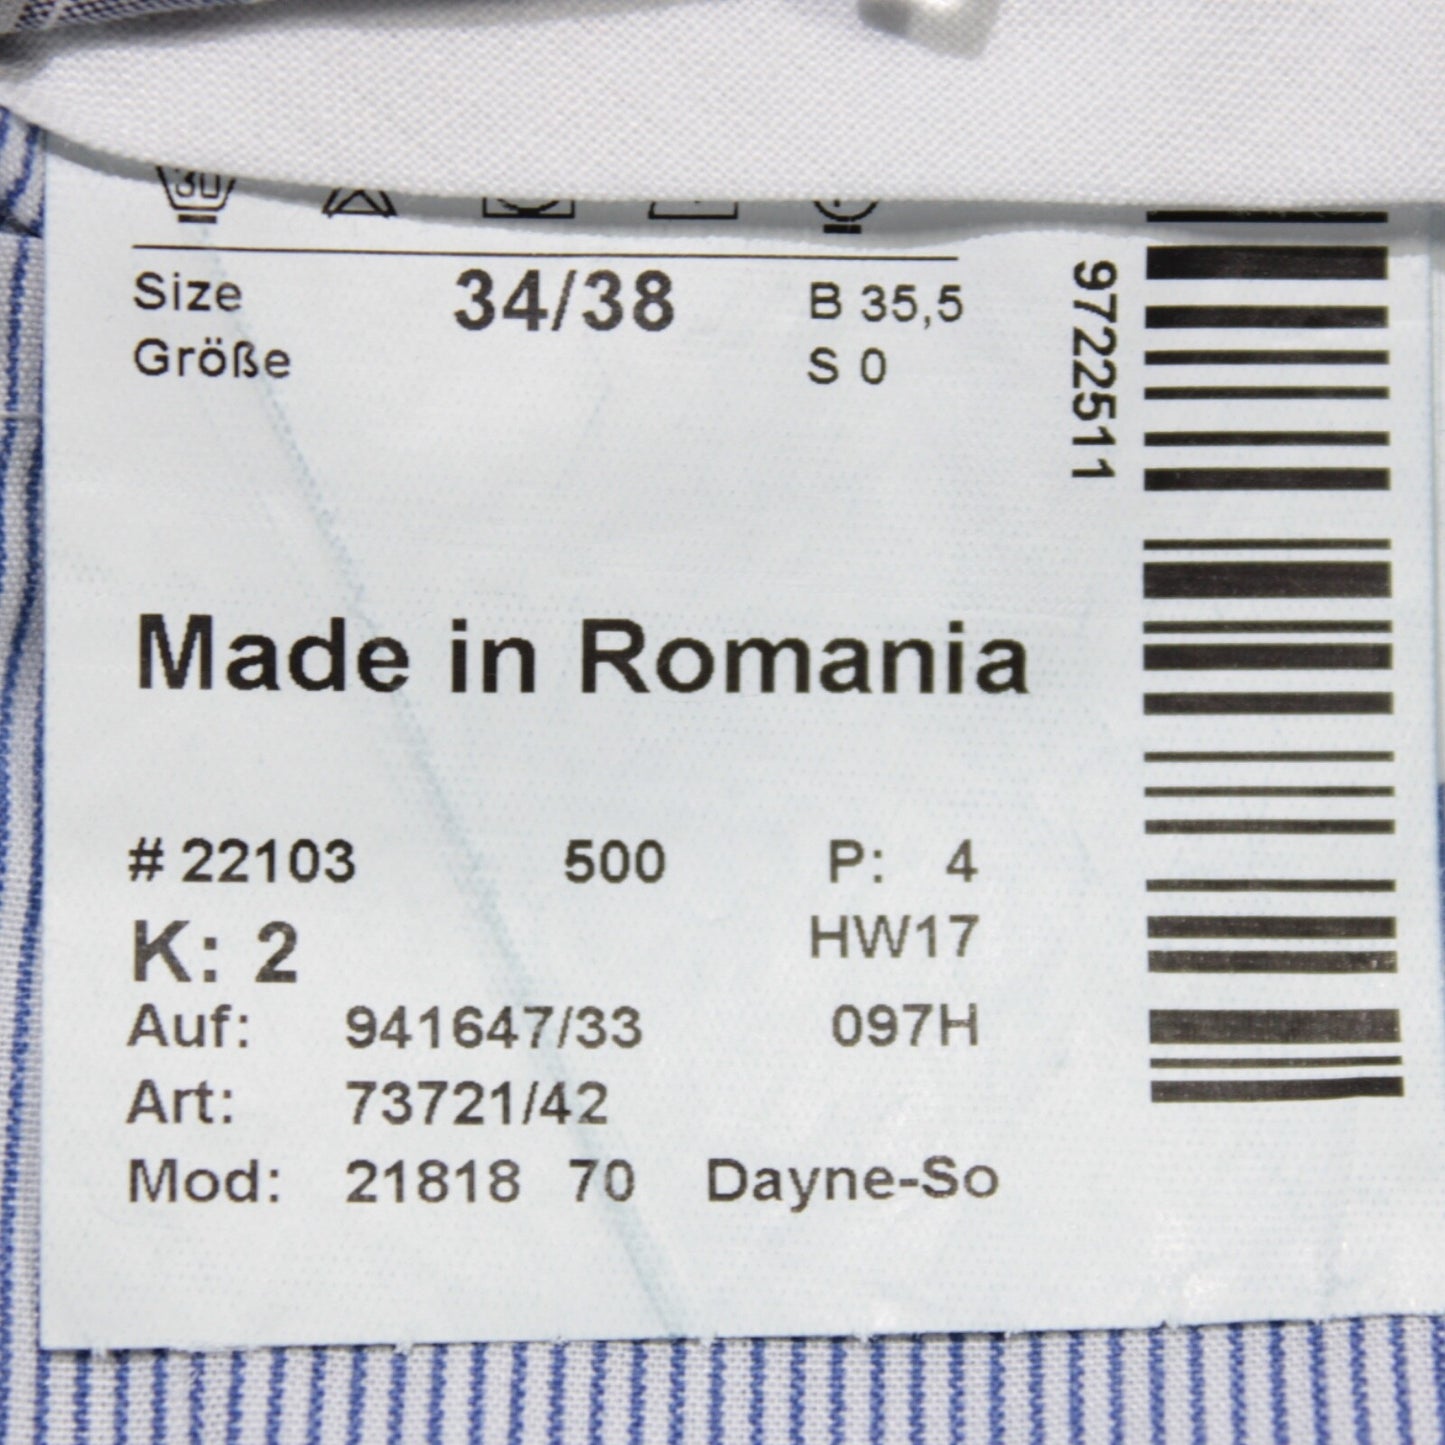 30
Size 34/38 B 35,5
Größe S 0
9722511
Made in Romania
# 22103 500 P: 4
K: 2 HW17
Auf: 941647/33 097H
Art: 73721/42
Mod: 21818 70 Dayne-So